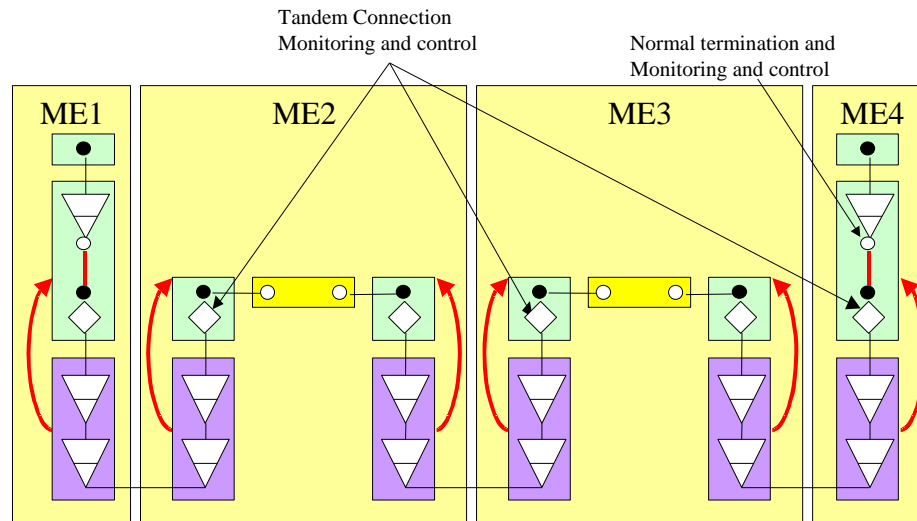 Tandem Connection
Monitoring and control
Normal termination and
Monitoring and control
ME1
ME2
ME3
ME4